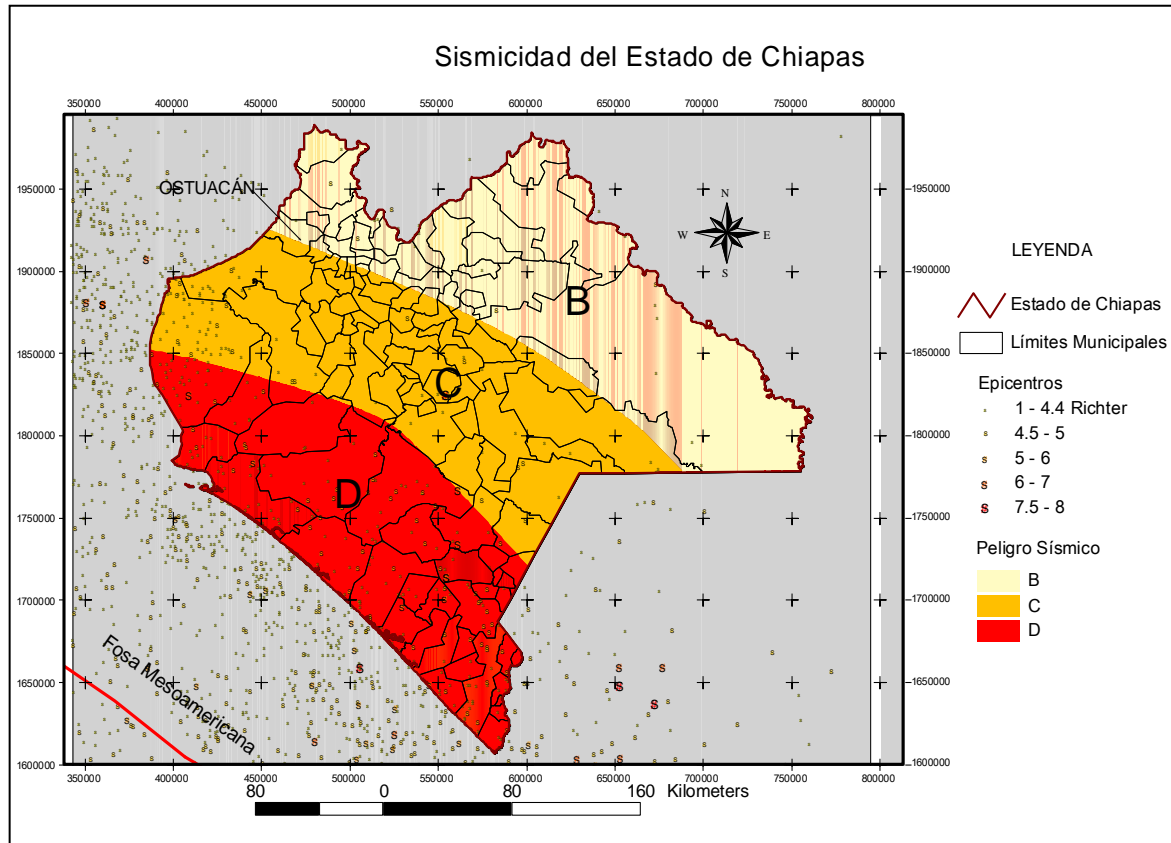 Sismicidad del Estado de Chiapas
350000 400000 450000 500000 550000 600000 650000 700000 750000 800000
1950000 1950000
OSTUACÁN
N
W E
S
1900000 1900000
B
1850000 1850000
C
1800000 1800000
D
1750000 1750000
1700000 1700000
Fosa Mesoamericana
1650000 1650000
1600000 1600000
350000 400000 450000 500000 550000 600000 650000 700000 750000 800000
80 0 80 160 Kilometers
LEYENDA
Estado de Chiapas
Límites Municipales
Epicentros
1 - 4.4 Richter
4.5 - 5
5 - 6
6 - 7
7.5 - 8
Peligro Sísmico
B
C
D